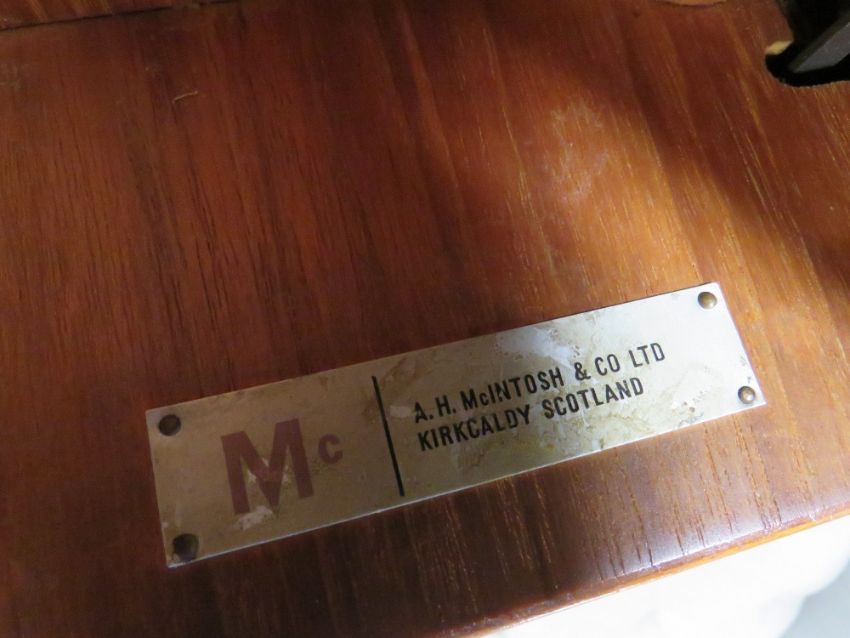 Mc
A.H. McINTOSH & CO LTD
KIRKCALDY SCOTLAND